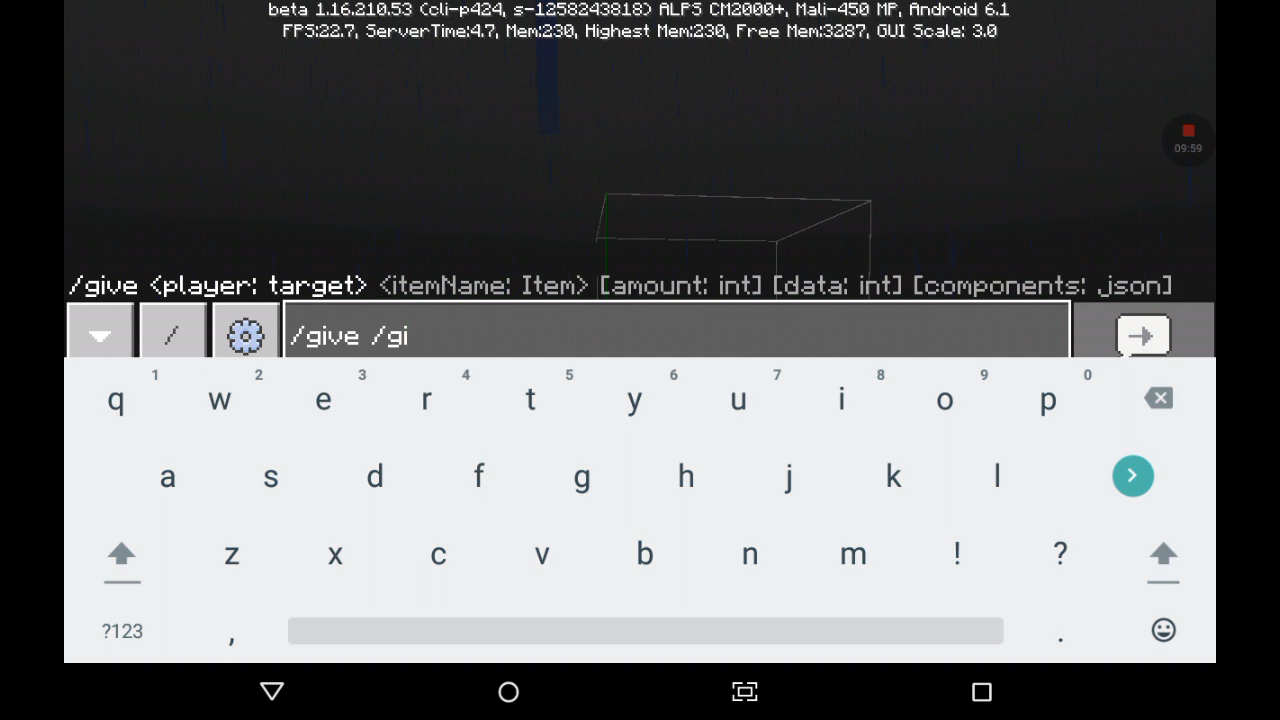 beta 1.16.210.53 (cli-p424, s-1258243818) ALPS CM2000+, Mali-450 MP, Android 6.1
FPS:22.7, ServerTime:4.7, Mem:230, Highest Mem:230, Free Mem:3287, GUI Scale: 3.0
09:59
/give <player: target> <itemName: Item> [amount: int] [data: int] [components: json]
/
/give /gi
1 2 3 4 5 6 7 8 9 0
q w e r t y u i o p
a s d f g h j k l
z x c v b n m ! ?
?123 , .